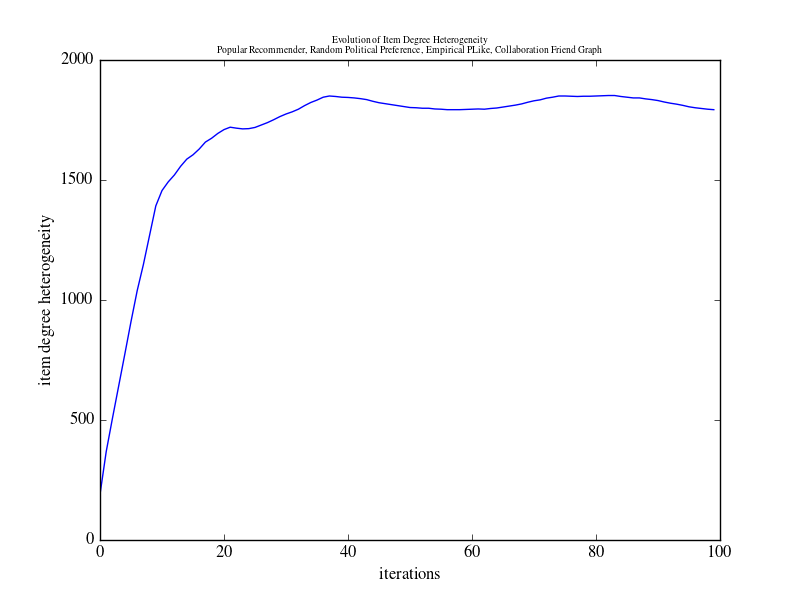 Evolution of Item Degree Heterogeneity
Popular Recommender, Random Political Preference, Empirical PLike, Collaboration Friend Graph
2000
1500
1000
500
0
item degree heterogeneity
0 20 40 60 80 100
iterations